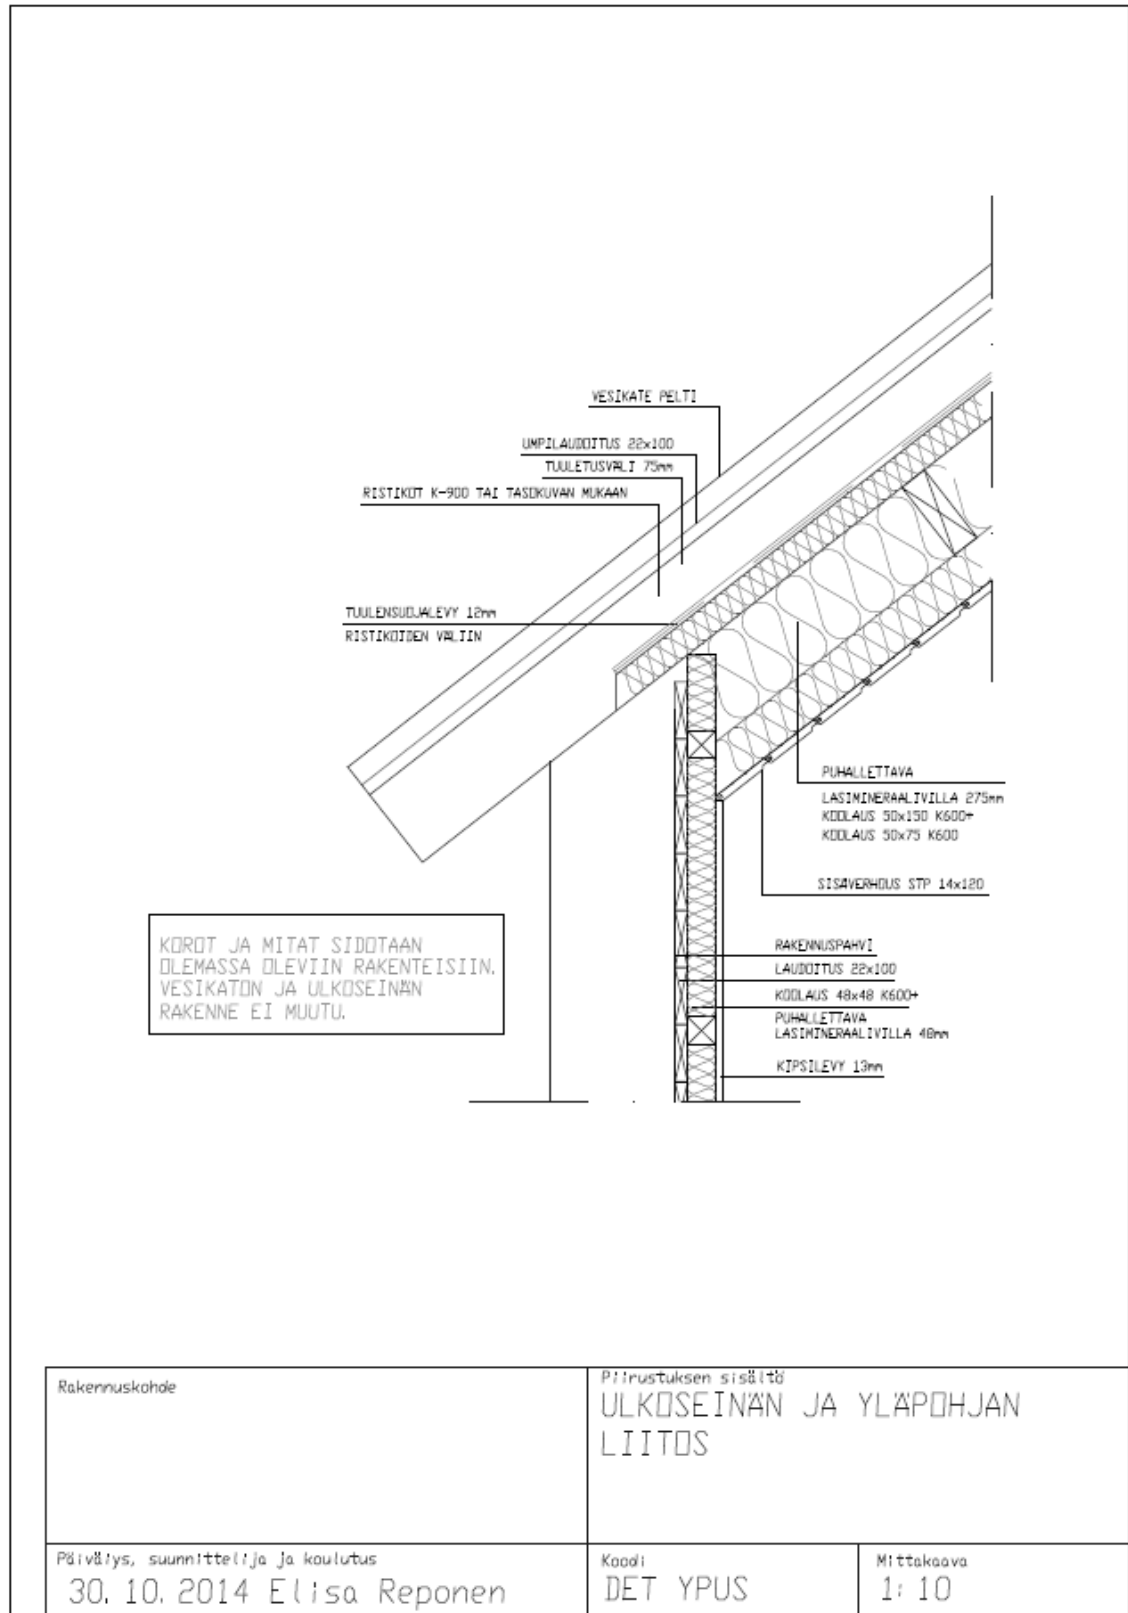 VESIKATE PELTI
UMPILAUDOITUS 22x100
TUULETUSVÄLI 75mm
RISTIKOT K-900 TAI TASOKUVAN MUKAAN
TUULENSUOJALEVY 12mm
RISTIKOIDEN VÄLIIN
PUHALLETTAVA
LASIMINERAALIVILLA 275mm
KOOLAUS 50x150 K600+
KOOLAUS 50x75 K600
SISÄVERHOUS STP 14x120
KOROT JA MITAT SIDOTAAN
OLEMASSA OLEVIIN RAKENTEISIIN.
VESIKATON JA ULKOSEINÄN
RAKENNE EI MUUTU.
RAKENNUSPAHVI
LAUDOITUS 22x100
KOOLAUS 48x48 K600+
PUHALLETTAVA
LASIMINERAALIVILLA 48mm
KIPSILEVY 13mm
Rakennuskohde
Piirustuksen sisältö
ULKOSEINÄN JA YLÄPOHJAN
LIITOS
Päiväys, suunnittelija ja koulutus
30. 10. 2014 Elisa Reponen
Koodi
DET YPUS
Mittakaava
1: 10